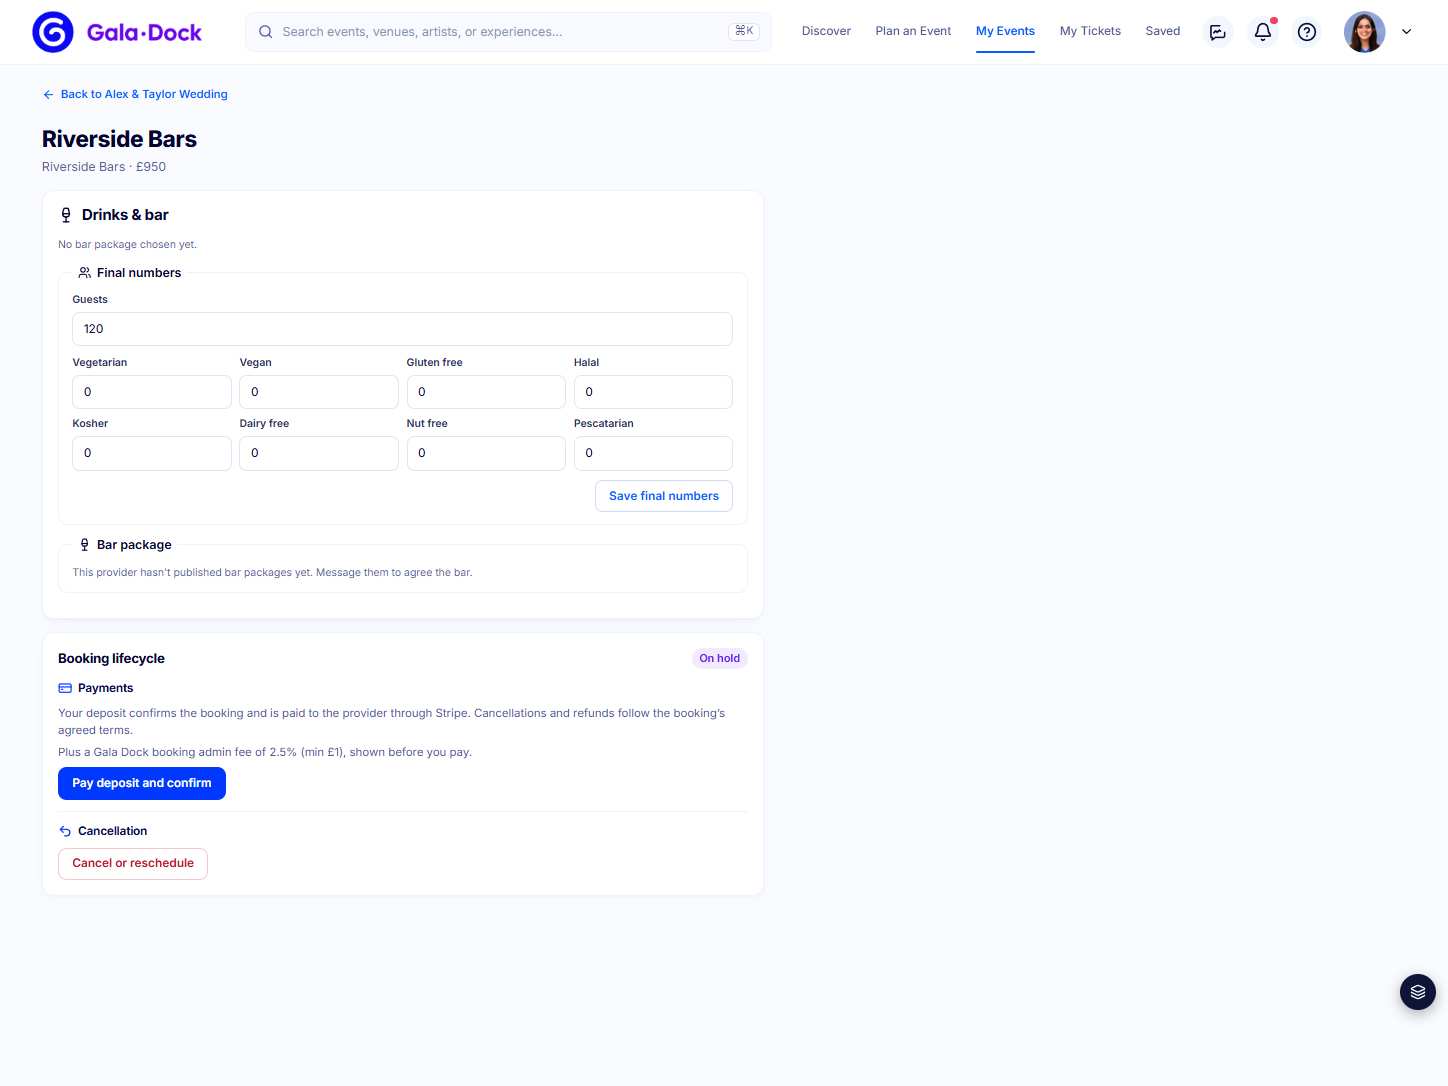 Gala·Dock
Search events, venues, artists, or experiences...
⌘K
Discover
Plan an Event
My Events
My Tickets
Saved
Back to Alex & Taylor Wedding
Riverside Bars
Riverside Bars · £950
Drinks & bar
No bar package chosen yet.
Final numbers
Guests
120
Vegetarian Vegan Gluten free Halal
0 0 0 0
Kosher Dairy free Nut free Pescatarian
0 0 0 0
Save final numbers
Bar package
This provider hasn't published bar packages yet. Message them to agree the bar.
Booking lifecycle
On hold
Payments
Your deposit confirms the booking and is paid to the provider through Stripe. Cancellations and refunds follow the booking's
agreed terms.
Plus a Gala Dock booking admin fee of 2.5% (min £1), shown before you pay.
Pay deposit and confirm
Cancellation
Cancel or reschedule